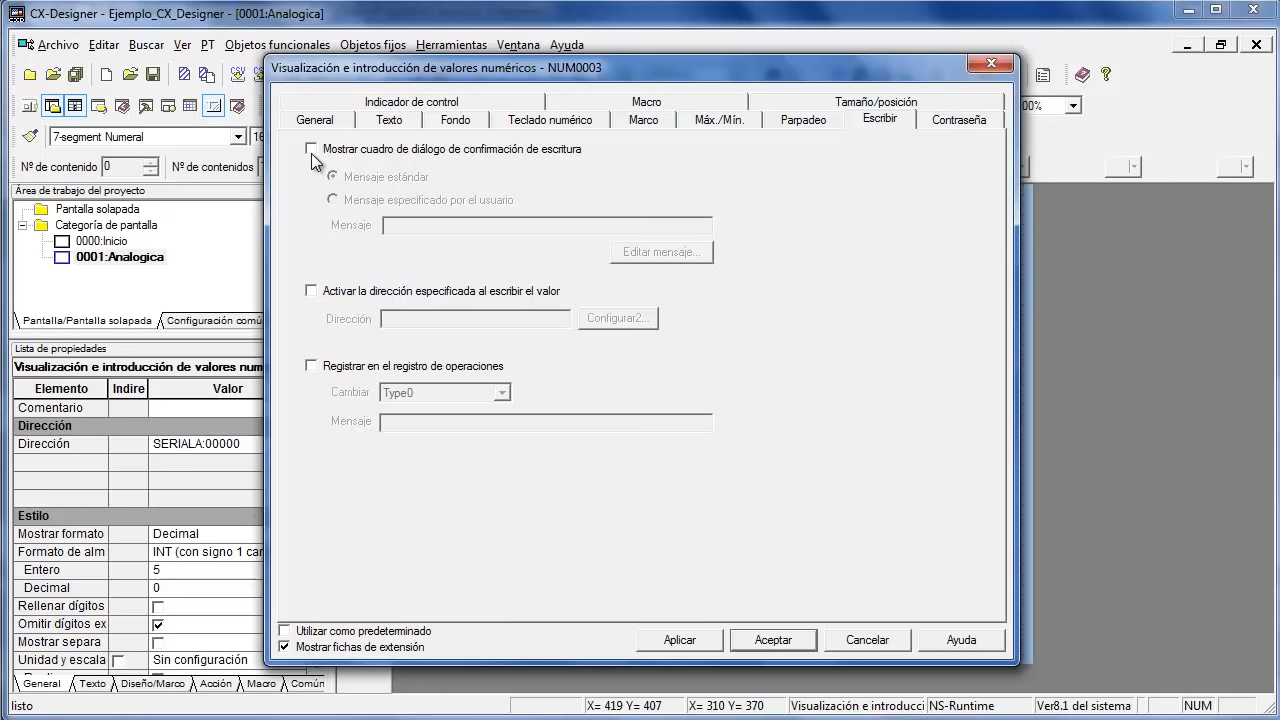 CX-Designer - Ejemplo_CX_Designer - [0001:Analogica]
Archivo Editar Buscar Ver PT Objetos funcionales Objetos fijos Herramientas Ventana Ayuda
Visualización e introducción de valores numéricos - NUM0003
00%
7-segment Numeral
Nº de contenido 0 Nº de contenidos
Área de trabajo del proyecto
Pantalla solapada
Categoría de pantalla
0000:Inicio
0001:Analogica
Pantalla/Pantalla solapada Configuración comú
Lista de propiedades
Visualización e introducción de valores num
Elemento Indire Valor
Comentario
Dirección
Dirección SERIALA:00000
Estilo
Mostrar formato Decimal
Formato de alm INT (con signo 1 can
Entero 5
Decimal 0
Rellenar dígitos
Omitir dígitos ex
Mostrar separa
Unidad y escala Sin configuración
General Texto Diseño/Marco Acción Macro Común
Indicador de control Macro Tamaño/posición
General Texto Fondo Teclado numérico Marco Máx./Mín. Parpadeo Escribir Contraseña
Mostrar cuadro de diálogo de confirmación de escritura
Mensaje estándar
Mensaje especificado por el usuario
Mensaje
Editar mensaje...
Activar la dirección especificada al escribir el valor
Dirección Configurar2...
Registrar en el registro de operaciones
Cambiar Type0
Mensaje
Utilizar como predeterminado
Mostrar fichas de extensión
Aplicar Aceptar Cancelar Ayuda
listo X= 419 Y= 407 X= 310 Y= 370 Visualización e introducci NS-Runtime Ver8.1 del sistema NUM